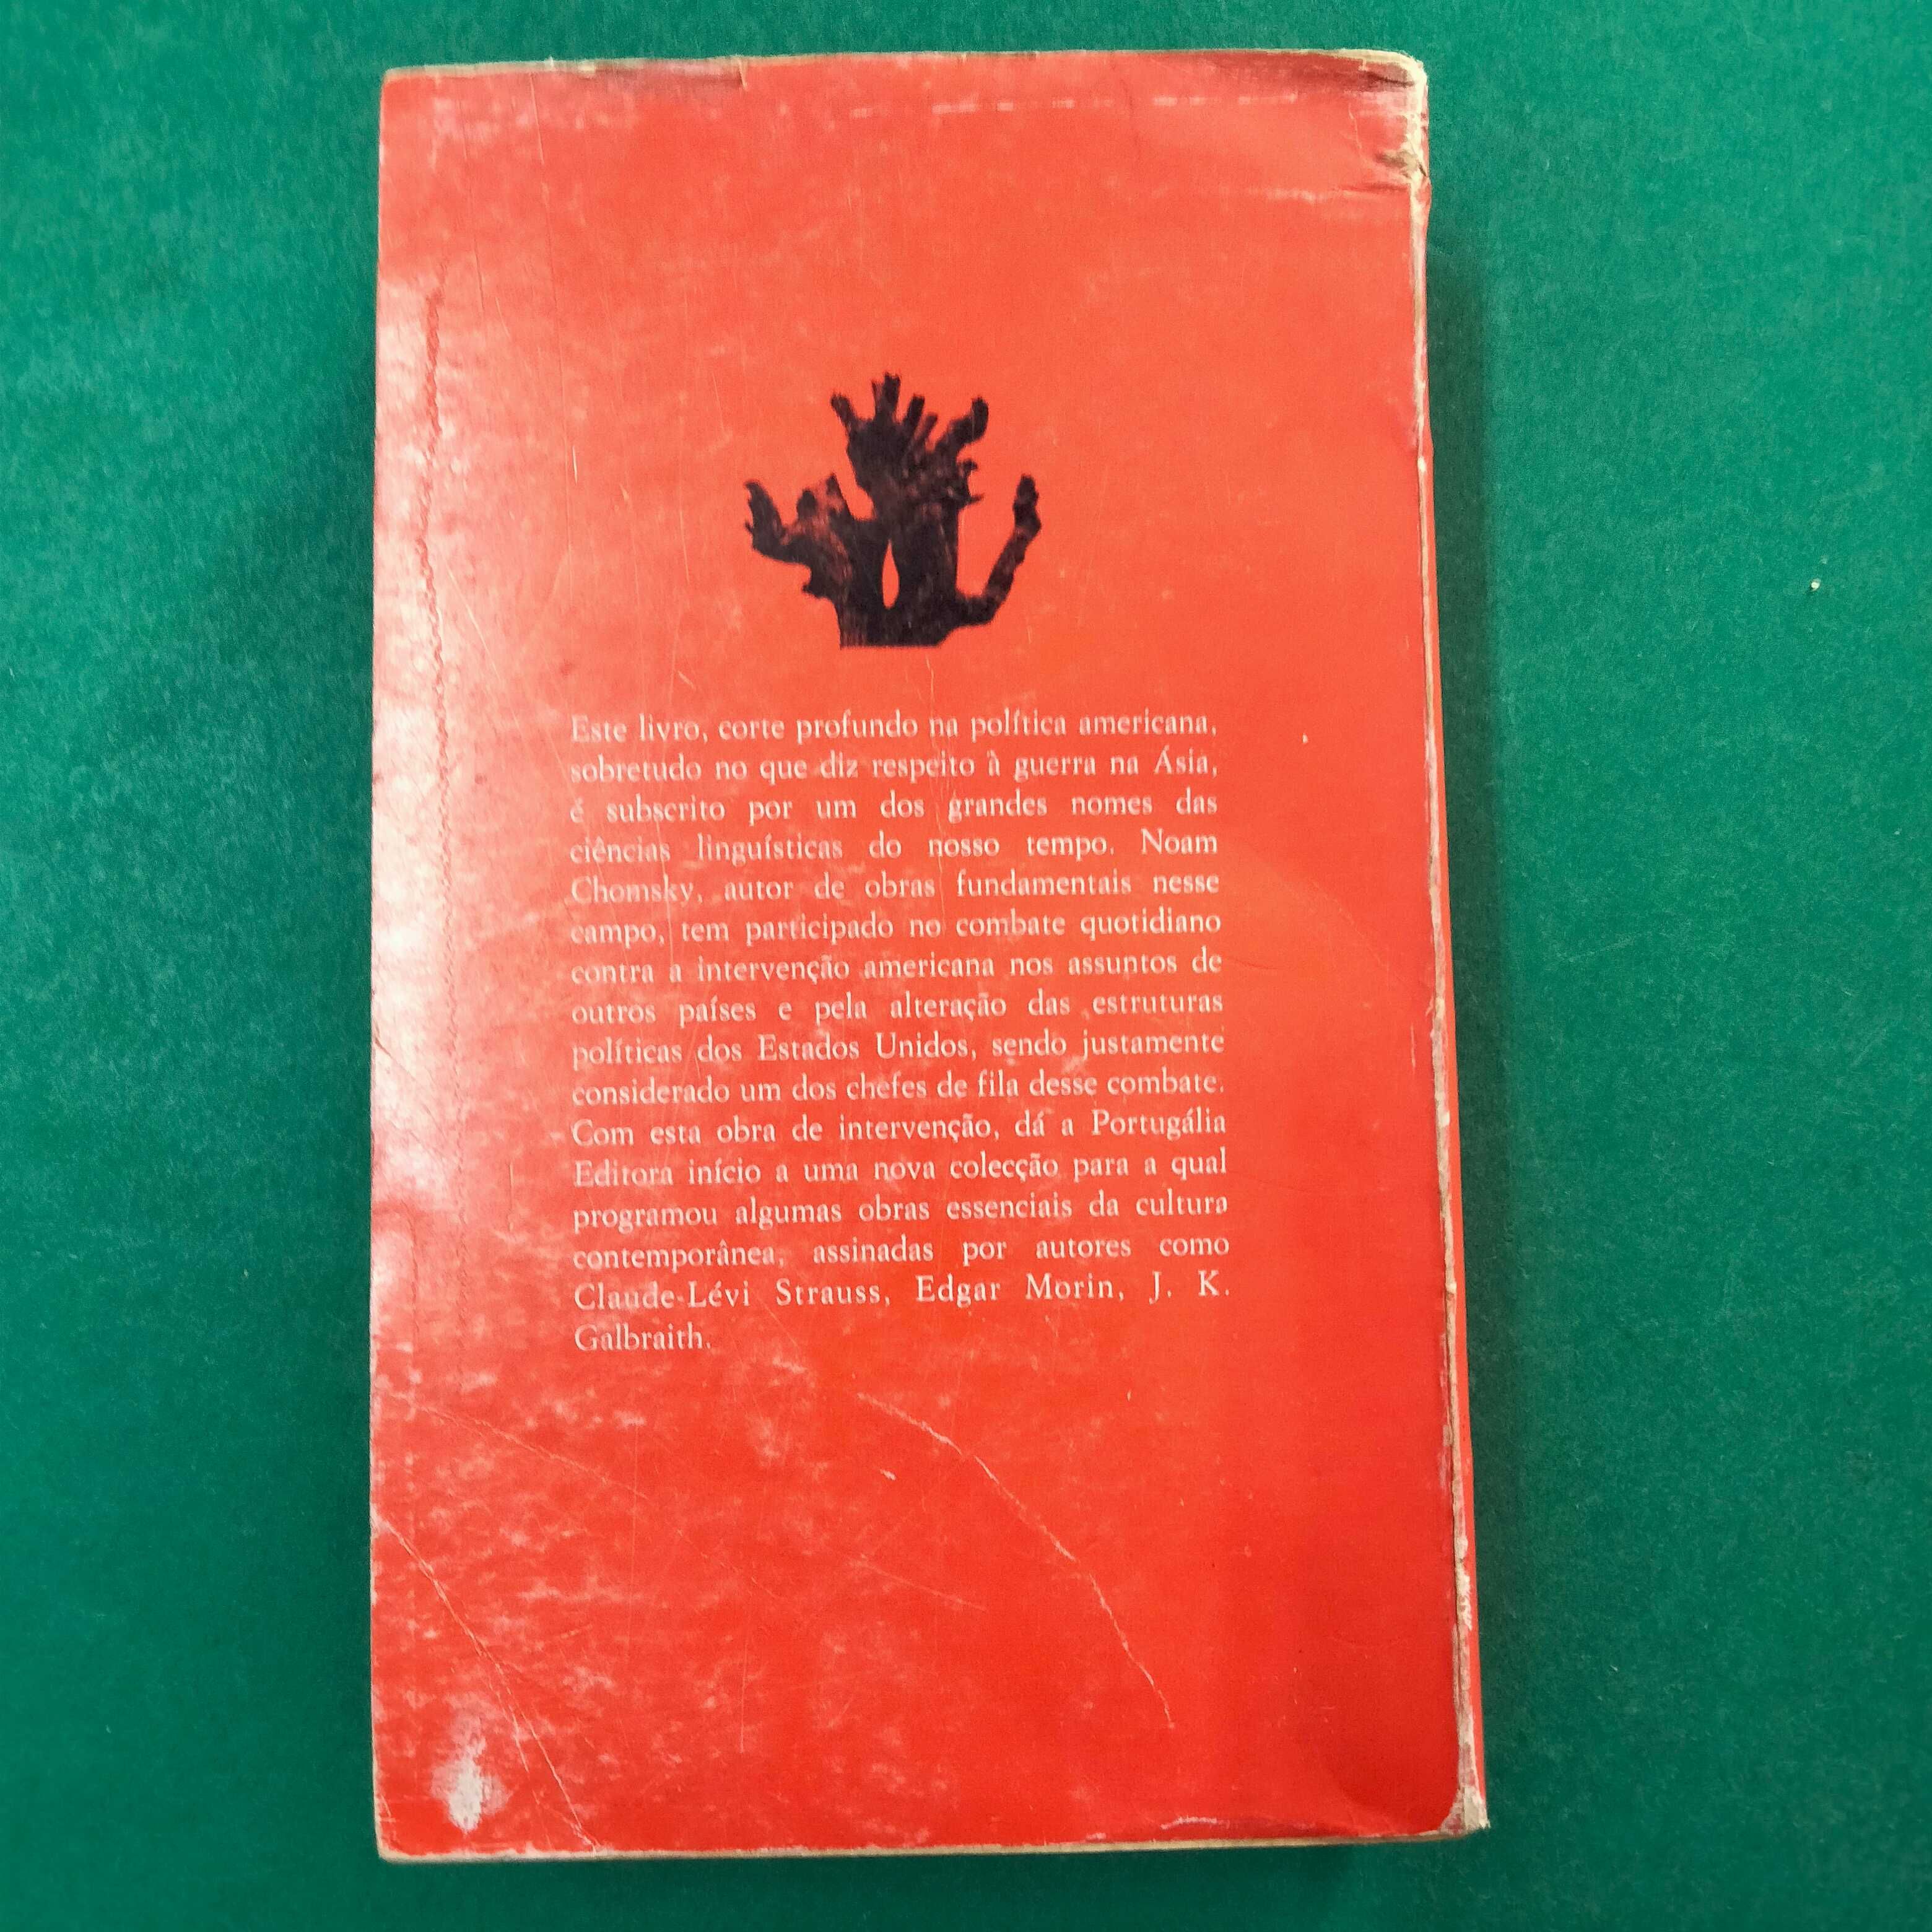 Este livro, corte profundo na política americana,
sobretudo no que diz respeito à guerra na Ásia,
é subscrito por um dos grandes nomes das
ciências linguísticas do nosso tempo. Noam
Chomsky, autor de obras fundamentais nesse
campo, tem participado no combate quotidiano
contra a intervenção americana nos assuntos de
outros países e pela alteração das estruturas
políticas dos Estados Unidos, sendo justamente
considerado um dos chefes de fila desse combate.
Com esta obra de intervenção, dá a Portugália
Editora início a uma nova colecção para a qual
programou algumas obras essenciais da cultura
contemporânea, assinadas por autores como
Claude-Lévi Strauss, Edgar Morin, J. K.
Galbraith.